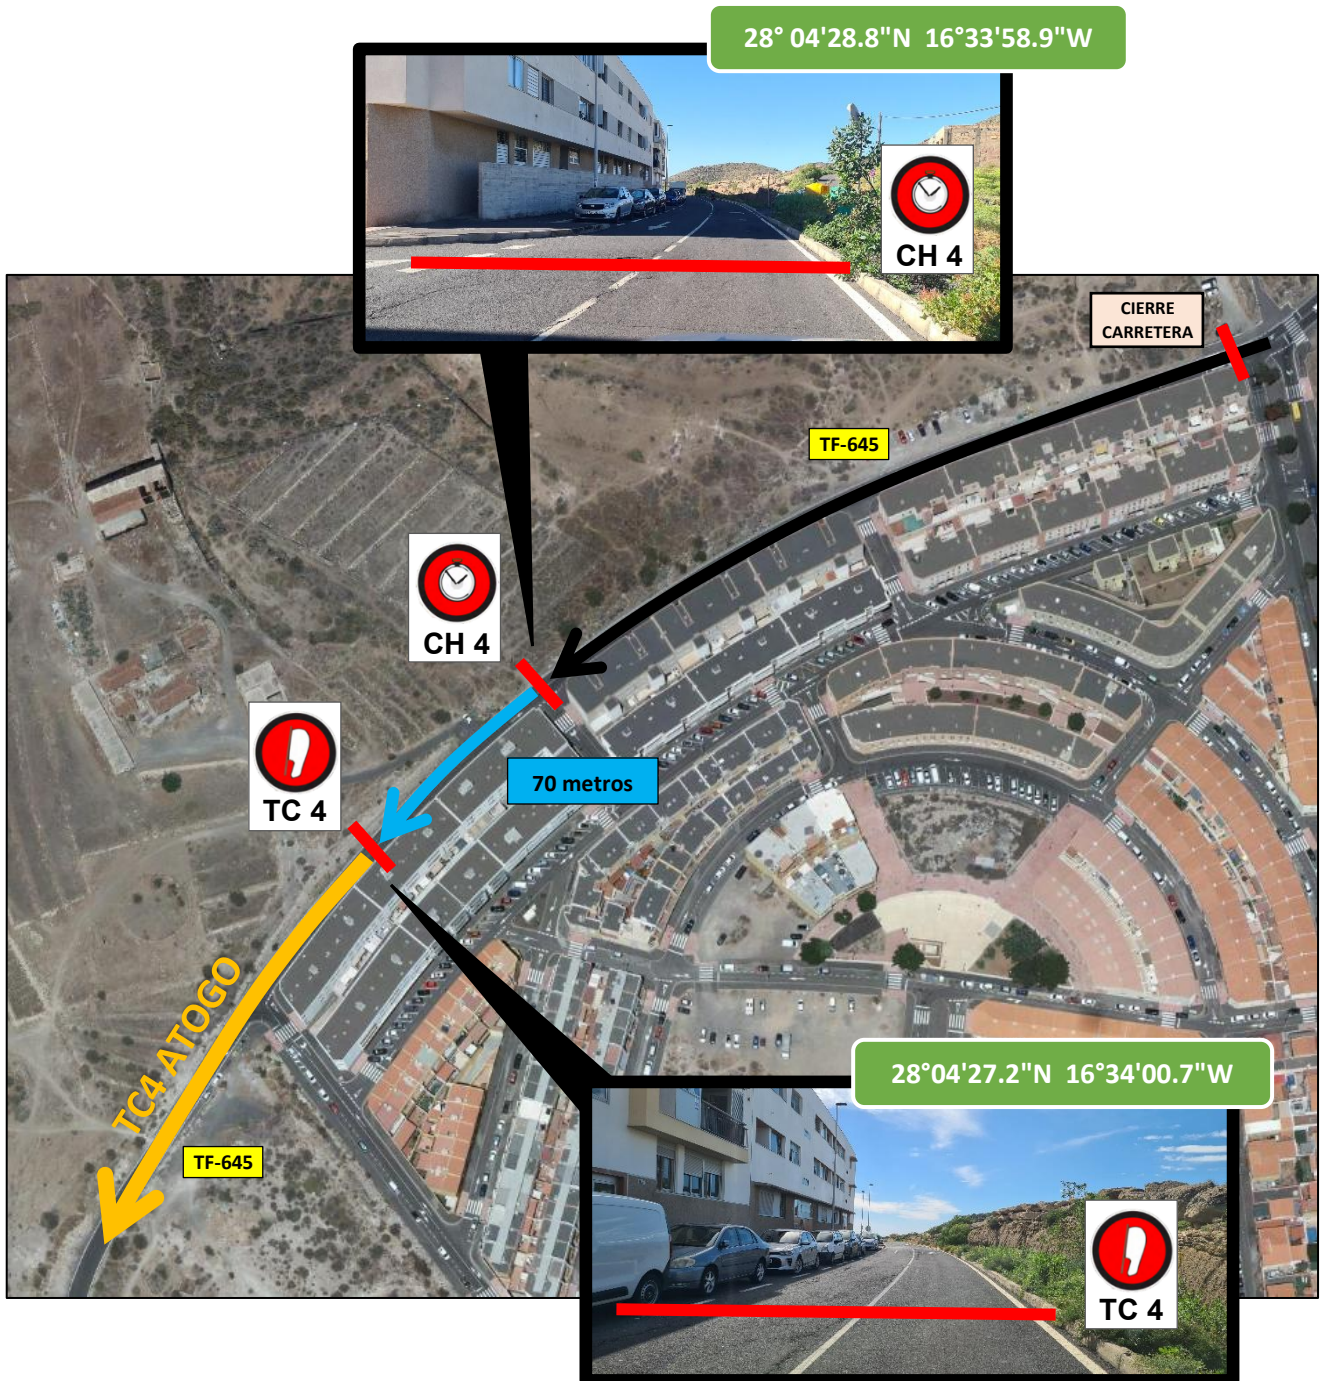 28° 04'28.8"N  16°33'58.9"W
CH 4
CIERRE
CARRETERA
TF-645
CH 4
TC 4
70 metros
TC4 ATOGO
28°04'27.2"N  16°34'00.7"W
TF-645
TC 4